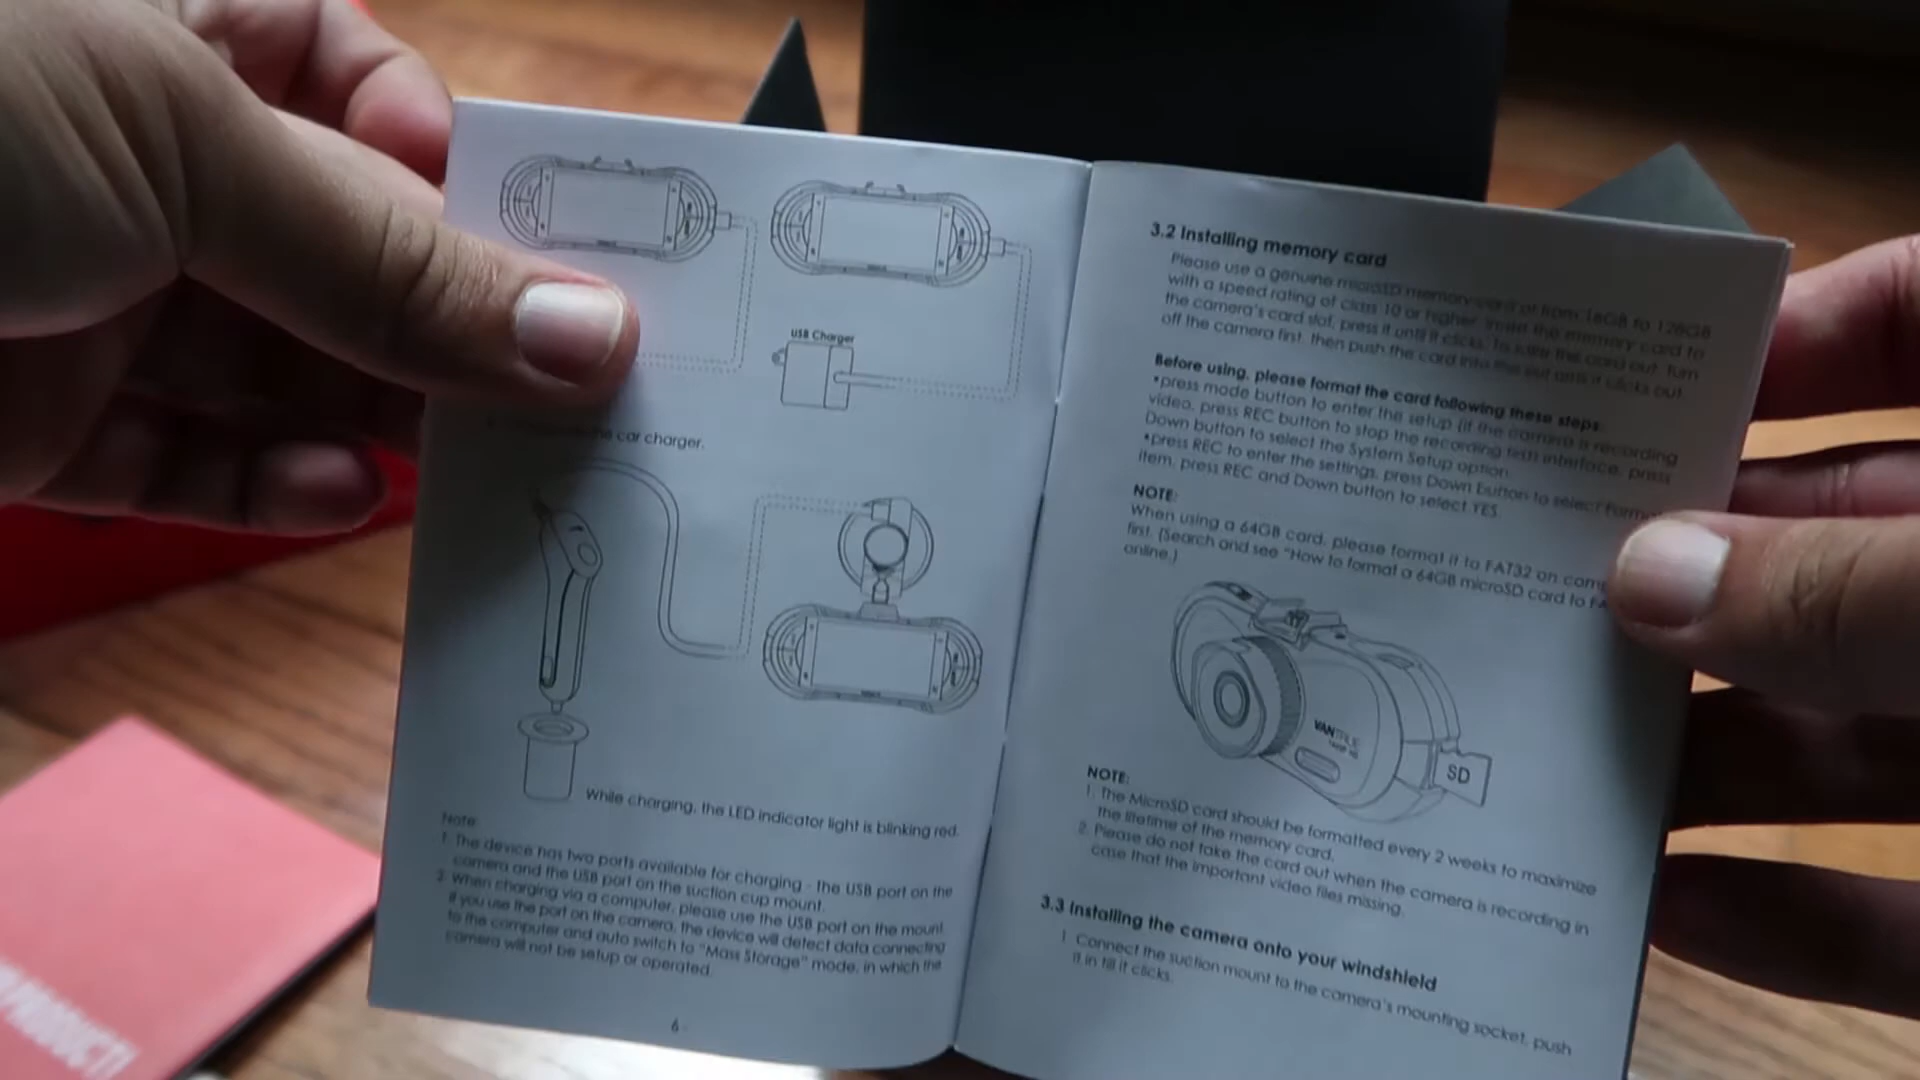 USB Charger
car charger.
While charging, the LED indicator light is blinking red.
Note:
1. The device has two ports available for charging - the USB port on the
camera and the USB port on the suction cup mount.
2. When charging via a computer, please use the USB port on the mount.
If you use the port on the camera, the device will detect data connecting
to the computer and auto switch to "Mass Storage" mode, in which the
camera will not be setup or operated.
6
3.2 Installing memory card
Please use a genuine microSD memory card of from 16GB to 128GB
with a speed rating of class 10 or higher. Insert the memory card to
the camera's card slot, press it until it clicks. To take the card out. Turn
off the camera first, then push the card into the out until it clicks out.
Before using, please format the card following these steps:
•press mode button to enter the setup (if the camera is recording
video, press REC button to stop the recording first) interface, press
Down button to select the System Setup option.
•press REC to enter the settings, press Down button to select Format
item, press REC and Down button to select YES.
NOTE:
When using a 64GB card, please format it to FAT32 on
first. (Search and see "How to format a 64GB microSD card to
online.)
VANTRUE
SD
NOTE:
1. The MicroSD card should be formatted every 2 weeks to maximize
the lifetime of the memory card.
2. Please do not take the card out when the camera is recording in
case that the important video files missing.
3.3 Installing the camera onto your windshield
1. Connect the suction mount to the camera's mounting socket, push
it in till it clicks.
PRODUCT!